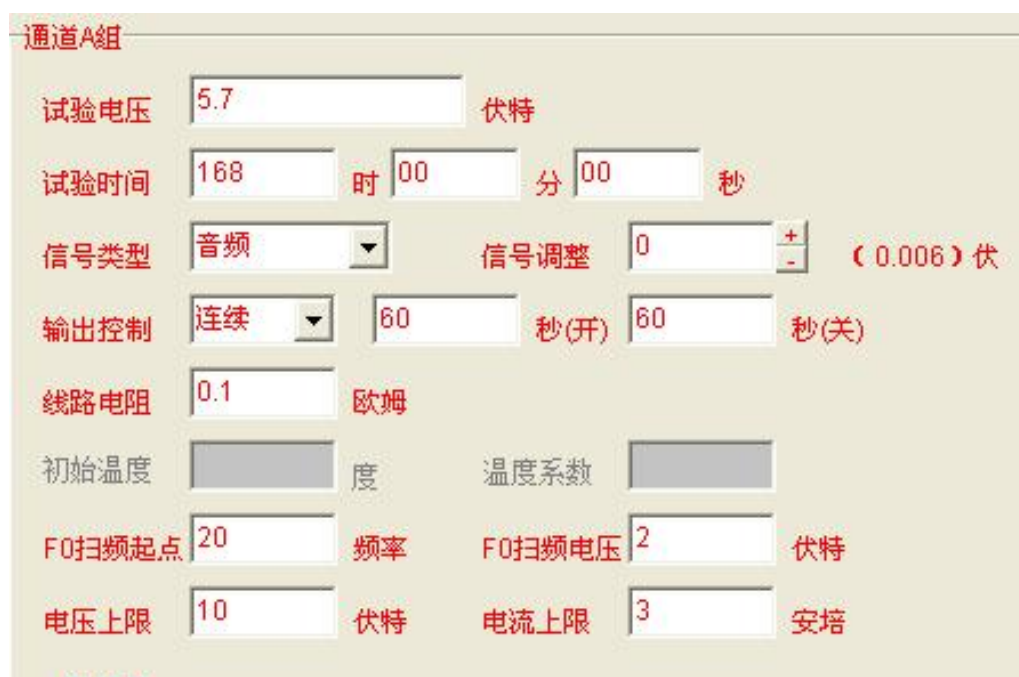 通道A组
试验电压 5.7 伏特
试验时间 168 时 00 分 00 秒
信号类型 音频 信号调整 0 + - (0.006)伏
输出控制 连续 60 秒(开) 60 秒(关)
线路电阻 0.1 欧姆
初始温度 度 温度系数
F0扫频起点 20 频率 F0扫频电压 2 伏特
电压上限 10 伏特 电流上限 3 安培